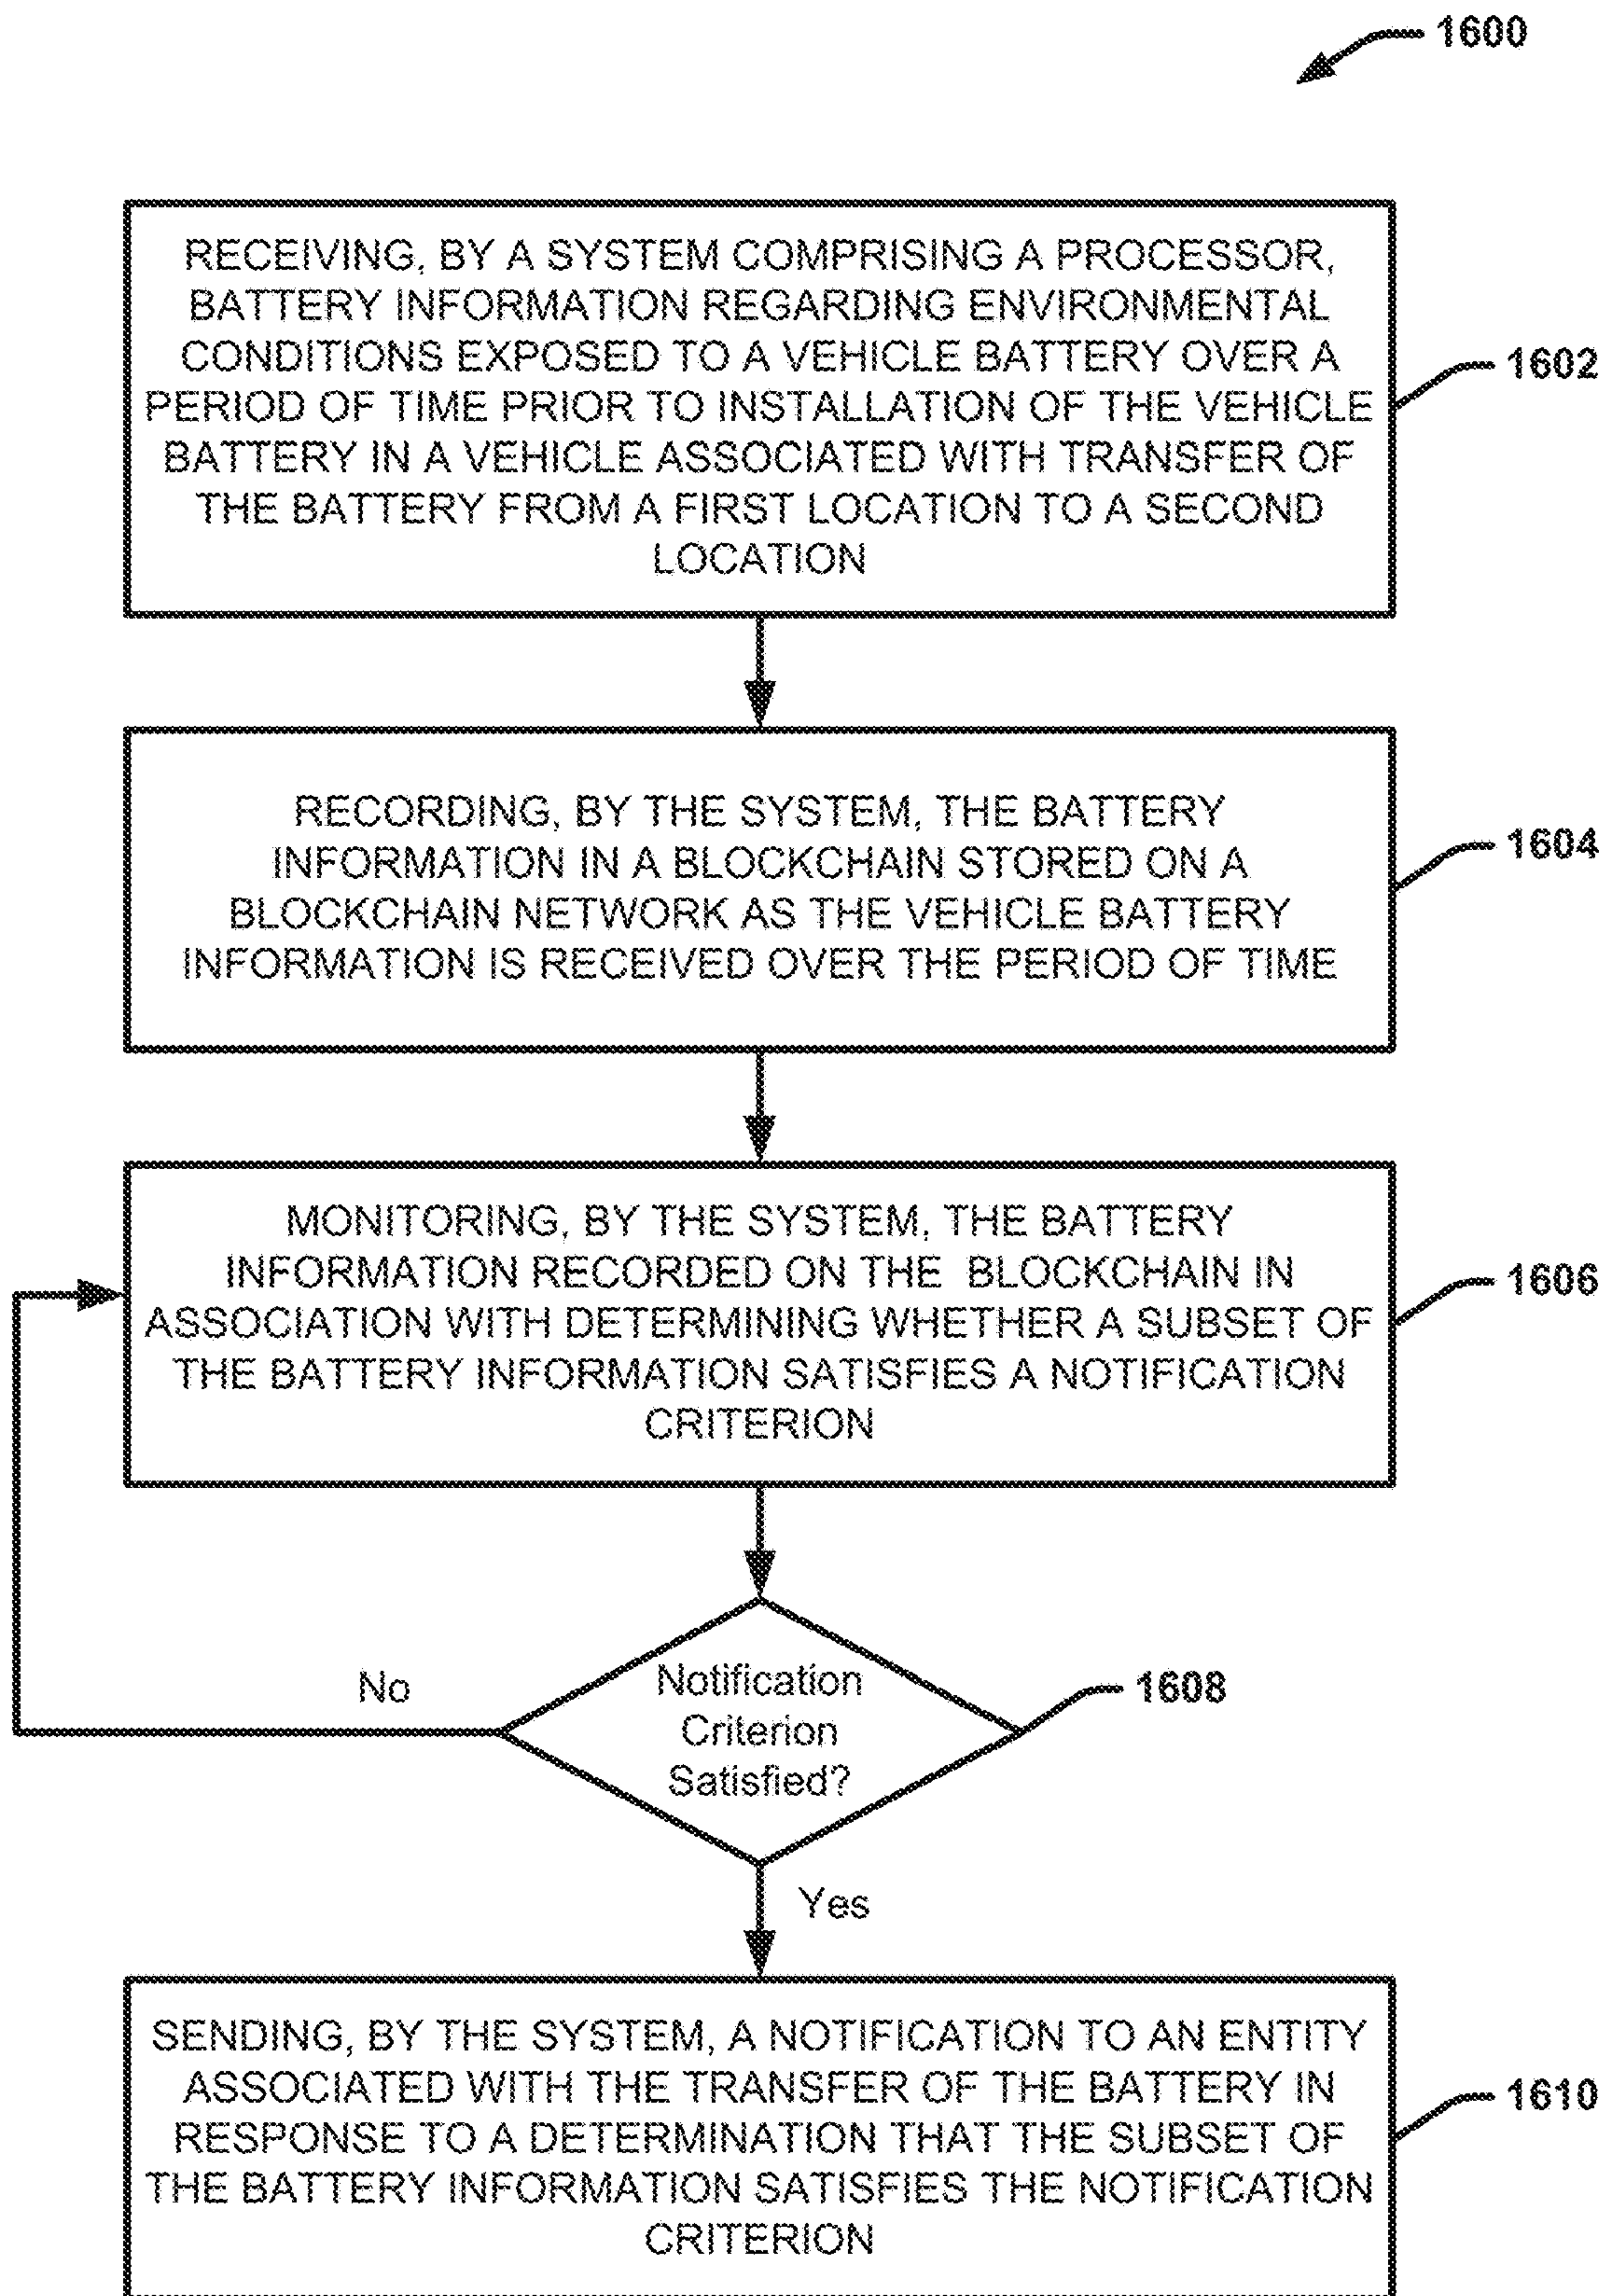 1600
RECEIVING, BY A SYSTEM COMPRISING A PROCESSOR,
BATTERY INFORMATION REGARDING ENVIRONMENTAL
CONDITIONS EXPOSED TO A VEHICLE BATTERY OVER A
PERIOD OF TIME PRIOR TO INSTALLATION OF THE VEHICLE
BATTERY IN A VEHICLE ASSOCIATED WITH TRANSFER OF
THE BATTERY FROM A FIRST LOCATION TO A SECOND
LOCATION
1602
RECORDING, BY THE SYSTEM, THE BATTERY
INFORMATION IN A BLOCKCHAIN STORED ON A
BLOCKCHAIN NETWORK AS THE VEHICLE BATTERY
INFORMATION IS RECEIVED OVER THE PERIOD OF TIME
1604
MONITORING, BY THE SYSTEM, THE BATTERY
INFORMATION RECORDED ON THE BLOCKCHAIN IN
ASSOCIATION WITH DETERMINING WHETHER A SUBSET OF
THE BATTERY INFORMATION SATISFIES A NOTIFICATION
CRITERION
1606
No
Notification
Criterion
Satisfied?
1608
Yes
SENDING, BY THE SYSTEM, A NOTIFICATION TO AN ENTITY
ASSOCIATED WITH THE TRANSFER OF THE BATTERY IN
RESPONSE TO A DETERMINATION THAT THE SUBSET OF
THE BATTERY INFORMATION SATISFIES THE NOTIFICATION
CRITERION
1610